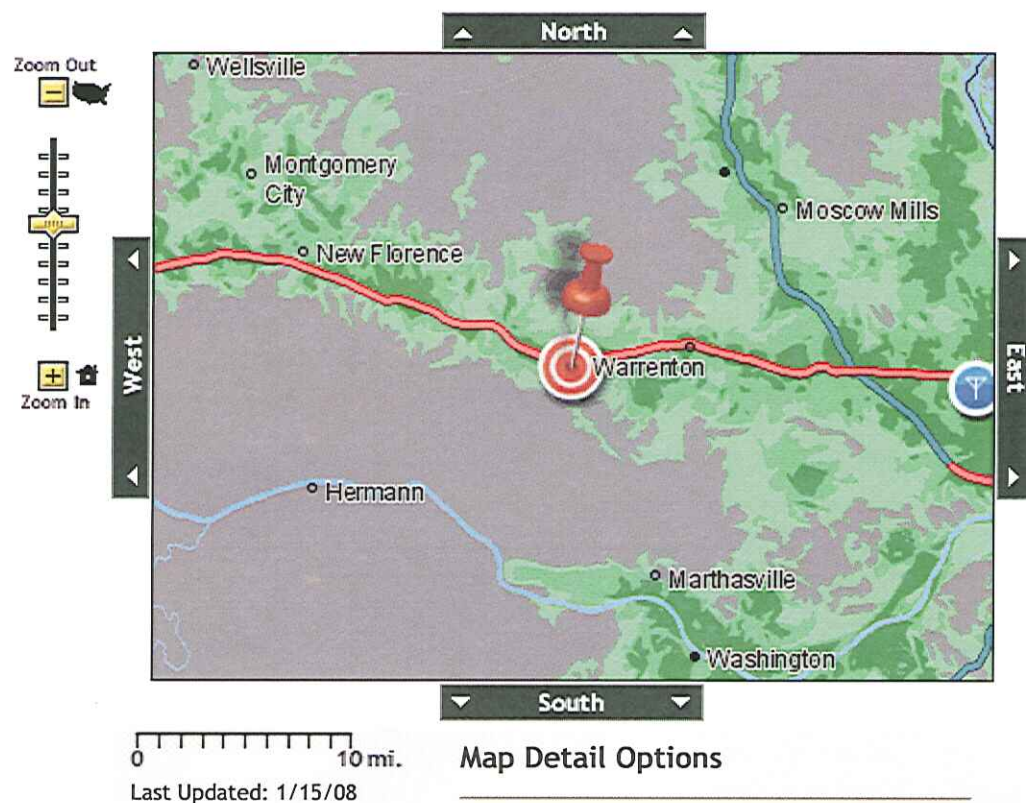 North
Zoom Out
Wellsville
Montgomery
City
Moscow Mills
New Florence
West
East
Warrenton
Zoom In
Hermann
Marthasville
Washington
South
0 10 mi.
Map Detail Options
Last Updated: 1/15/08